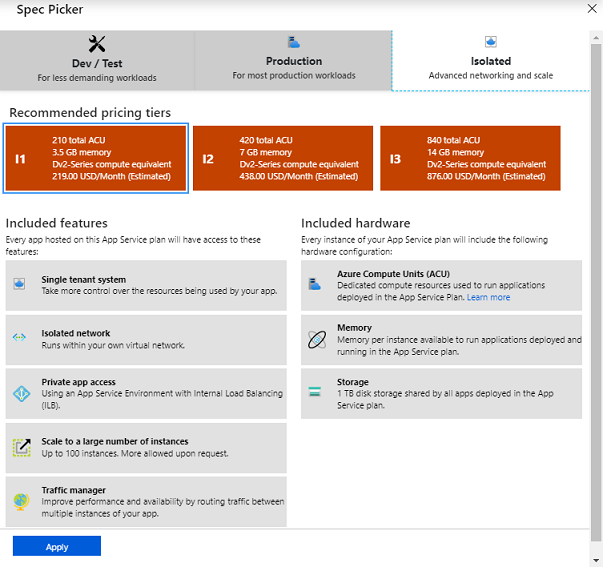 Spec Picker
Dev / Test
For less demanding workloads
Production
For most production workloads
Isolated
Advanced networking and scale
Recommended pricing tiers
I1
210 total ACU
3.5 GB memory
Dv2-Series compute equivalent
219.00 USD/Month (Estimated)
I2
420 total ACU
7 GB memory
Dv2-Series compute equivalent
438.00 USD/Month (Estimated)
I3
840 total ACU
14 GB memory
Dv2-Series compute equivalent
876.00 USD/Month (Estimated)
Included features
Every app hosted on this App Service plan will have access to these
features:
Single tenant system
Take more control over the resources being used by your app.
Isolated network
Runs within your own virtual network.
Private app access
Using an App Service Environment with Internal Load Balancing
(ILB).
Scale to a large number of instances
Up to 100 instances. More allowed upon request.
Traffic manager
Improve performance and availability by routing traffic between
multiple instances of your app.
Included hardware
Every instance of your App Service plan will include the following
hardware configuration:
Azure Compute Units (ACU)
Dedicated compute resources used to run applications
deployed in the App Service Plan. Learn more
Memory
Memory per instance available to run applications deployed and
running in the App Service plan.
Storage
1 TB disk storage shared by all apps deployed in the App
Service plan.
Apply